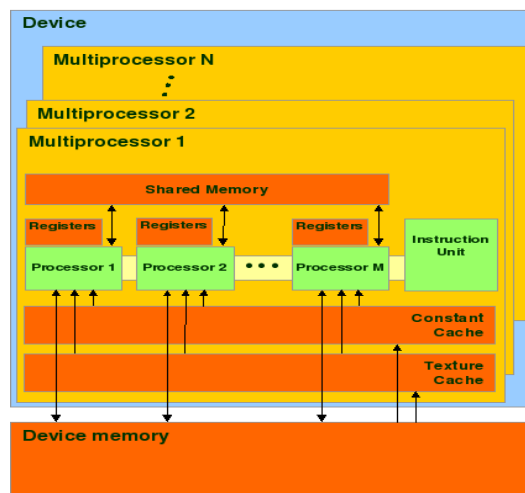 Device
Multiprocessor N
Multiprocessor 2
Multiprocessor 1
Shared Memory
Registers
Registers
Registers
Instruction
Unit
Processor 1
Processor 2
Processor M
Constant
Cache
Texture
Cache
Device memory